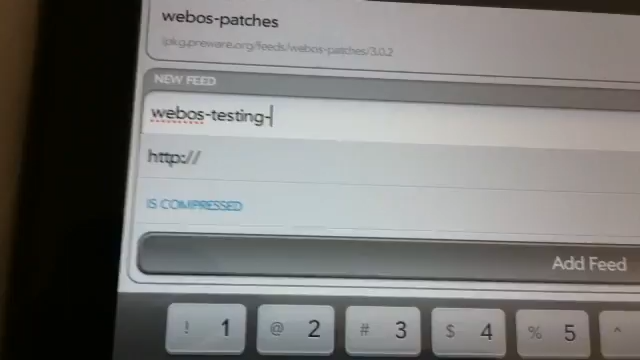 webos-patches
ipkg.preware.org/feeds/webos-patches/3.0.2
NEW FEED
webos-testing-
http://
IS COMPRESSED
Add Feed
! 1 @ 2 # 3 $ 4 % 5 ^